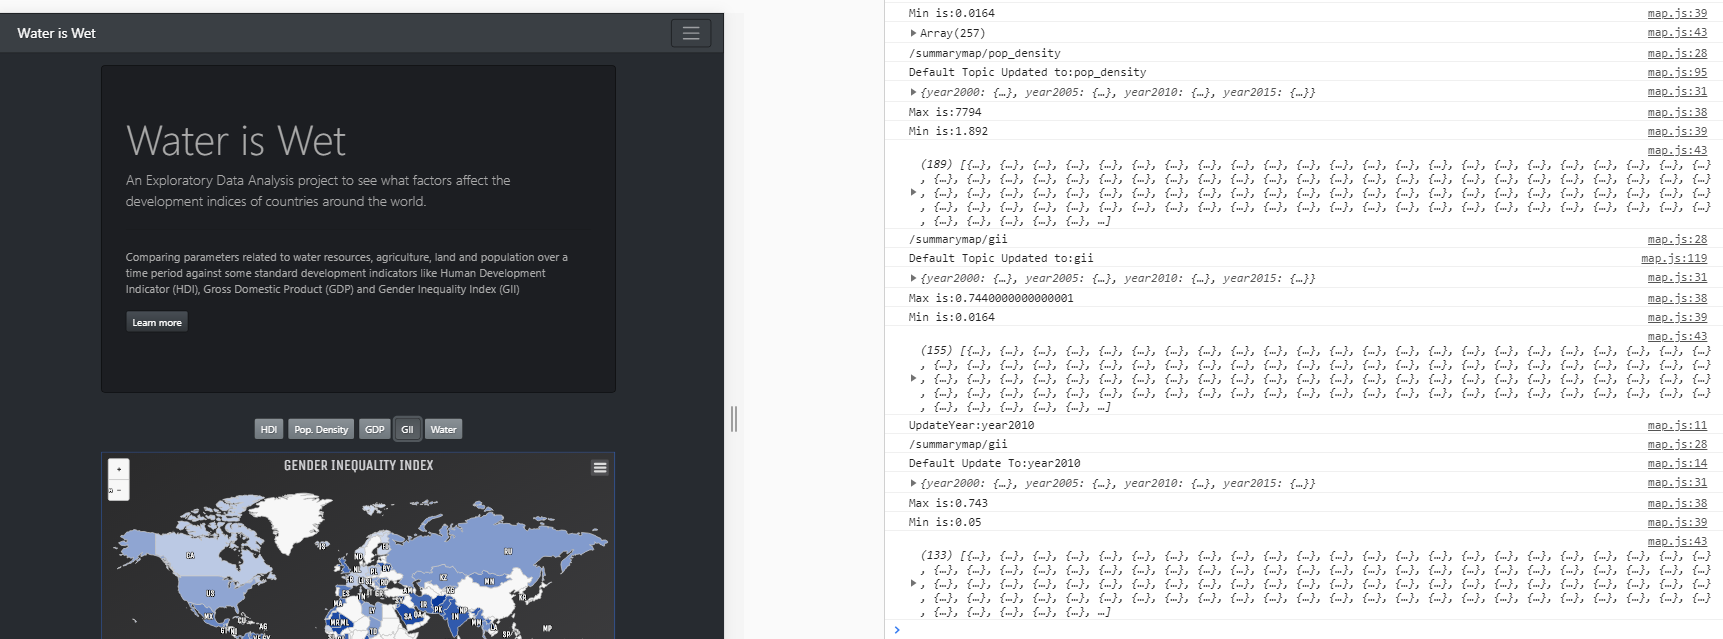 Water is Wet
Water is Wet
An Exploratory Data Analysis project to see what factors affect the
development indices of countries around the world.
Comparing parameters related to water resources, agriculture, land and population over a
time period against some standard development indicators like Human Development
Indicator (HDI), Gross Domestic Product (GDP) and Gender Inequality Index (GII)
Learn more
HDI Pop. Density GDP GII Water
GENDER INEQUALITY INDEX
+
-
CA
RU
US
MX
KZ
MN
IR
PK
IN
SA
LY
MR ML
TD
AG
KR
LA
MP
Min is:0.0164 map.js:39
Array(257) map.js:43
/summarymap/pop_density map.js:28
Default Topic Updated to:pop_density map.js:95
{year2000: {…}, year2005: {…}, year2010: {…}, year2015: {…}} map.js:31
Max is:7794 map.js:38
Min is:1.892 map.js:39
map.js:43
(189) [{…}, {…}, {…}, {…}, {…}, {…}, {…}, {…}, {…}, {…}, {…}, {…}, {…}, {…}, {…}, {…}, {…}, {…}, {…}, {…}, {…}, {…}, {…}
, {…}, {…}, {…}, {…}, {…}, {…}, {…}, {…}, {…}, {…}, {…}, {…}, {…}, {…}, {…}, {…}, {…}, {…}, {…}, {…}, {…}, {…}, {…}, {…}
, {…}, {…}, {…}, {…}, {…}, {…}, {…}, {…}, {…}, {…}, {…}, {…}, {…}, {…}, {…}, {…}, {…}, {…}, {…}, {…}, {…}, {…}, {…}, {…}
, {…}, {…}, {…}, {…}, {…}, {…}, {…}, {…}, {…}, {…}, {…}, {…}, {…}, {…}, {…}, {…}, {…}, {…}, {…}, {…}, {…}, {…}, {…}, {…}
, {…}, {…}, {…}, {…}, {…}, …]
/summarymap/gii map.js:28
Default Topic Updated to:gii map.js:119
{year2000: {…}, year2005: {…}, year2010: {…}, year2015: {…}} map.js:31
Max is:0.7440000000000001 map.js:38
Min is:0.0164 map.js:39
map.js:43
(155) [{…}, {…}, {…}, {…}, {…}, {…}, {…}, {…}, {…}, {…}, {…}, {…}, {…}, {…}, {…}, {…}, {…}, {…}, {…}, {…}, {…}, {…}, {…}
, {…}, {…}, {…}, {…}, {…}, {…}, {…}, {…}, {…}, {…}, {…}, {…}, {…}, {…}, {…}, {…}, {…}, {…}, {…}, {…}, {…}, {…}, {…}, {…}
, {…}, {…}, {…}, {…}, {…}, {…}, {…}, {…}, {…}, {…}, {…}, {…}, {…}, {…}, {…}, {…}, {…}, {…}, {…}, {…}, {…}, {…}, {…}, {…}
, {…}, {…}, {…}, {…}, {…}, {…}, {…}, {…}, {…}, {…}, {…}, {…}, {…}, {…}, {…}, {…}, {…}, {…}, {…}, {…}, {…}, {…}, {…}, {…}
, {…}, {…}, {…}, {…}, {…}, …]
UpdateYear:year2010 map.js:11
/summarymap/gii map.js:28
Default Update To:year2010 map.js:14
{year2000: {…}, year2005: {…}, year2010: {…}, year2015: {…}} map.js:31
Max is:0.743 map.js:38
Min is:0.05 map.js:39
map.js:43
(133) [{…}, {…}, {…}, {…}, {…}, {…}, {…}, {…}, {…}, {…}, {…}, {…}, {…}, {…}, {…}, {…}, {…}, {…}, {…}, {…}, {…}, {…}, {…}
, {…}, {…}, {…}, {…}, {…}, {…}, {…}, {…}, {…}, {…}, {…}, {…}, {…}, {…}, {…}, {…}, {…}, {…}, {…}, {…}, {…}, {…}, {…}, {…}
, {…}, {…}, {…}, {…}, {…}, {…}, {…}, {…}, {…}, {…}, {…}, {…}, {…}, {…}, {…}, {…}, {…}, {…}, {…}, {…}, {…}, {…}, {…}, {…}
, {…}, {…}, {…}, {…}, {…}, {…}, {…}, {…}, {…}, {…}, {…}, {…}, {…}, {…}, {…}, {…}, {…}, {…}, {…}, {…}, {…}, {…}, {…}, {…}
, {…}, {…}, {…}, {…}, {…}, …]